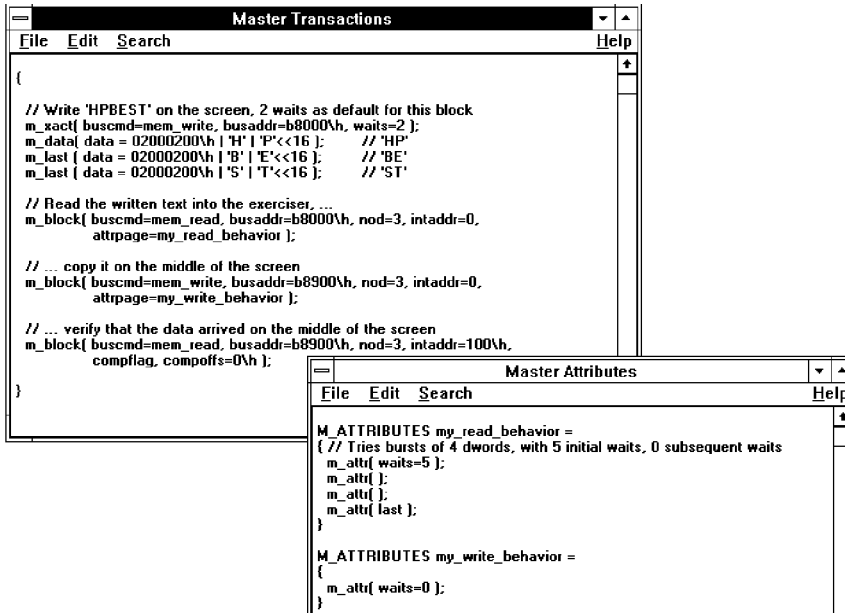 Master Transactions
File Edit Search Help
{
// Write 'HPBEST' on the screen, 2 waits as default for this block
m_xact( buscmd=mem_write, busaddr=b8000\h, waits=2 );
m_data( data = 02000200\h | 'H' | 'P'<<16 ); // 'HP'
m_last ( data = 02000200\h | 'B' | 'E'<<16 ); // 'BE'
m_last ( data = 02000200\h | 'S' | 'T'<<16 ); // 'ST'
// Read the written text into the exerciser, ...
m_block( buscmd=mem_read, busaddr=b8000\h, nod=3, intaddr=0,
attrpage=my_read_behavior );
// ... copy it on the middle of the screen
m_block( buscmd=mem_write, busaddr=b8900\h, nod=3, intaddr=0,
attrpage=my_write_behavior );
// ... verify that the data arrived on the middle of the screen
m_block( buscmd=mem_read, busaddr=b8900\h, nod=3, intaddr=100\h,
compflag, compoffs=0\h );
}
Master Attributes
File Edit Search Help
M_ATTRIBUTES my_read_behavior =
{ // Tries bursts of 4 dwords, with 5 initial waits, 0 subsequent waits
m_attr( waits=5 );
m_attr( );
m_attr( );
m_attr( last );
}
M_ATTRIBUTES my_write_behavior =
{
m_attr( waits=0 );
}